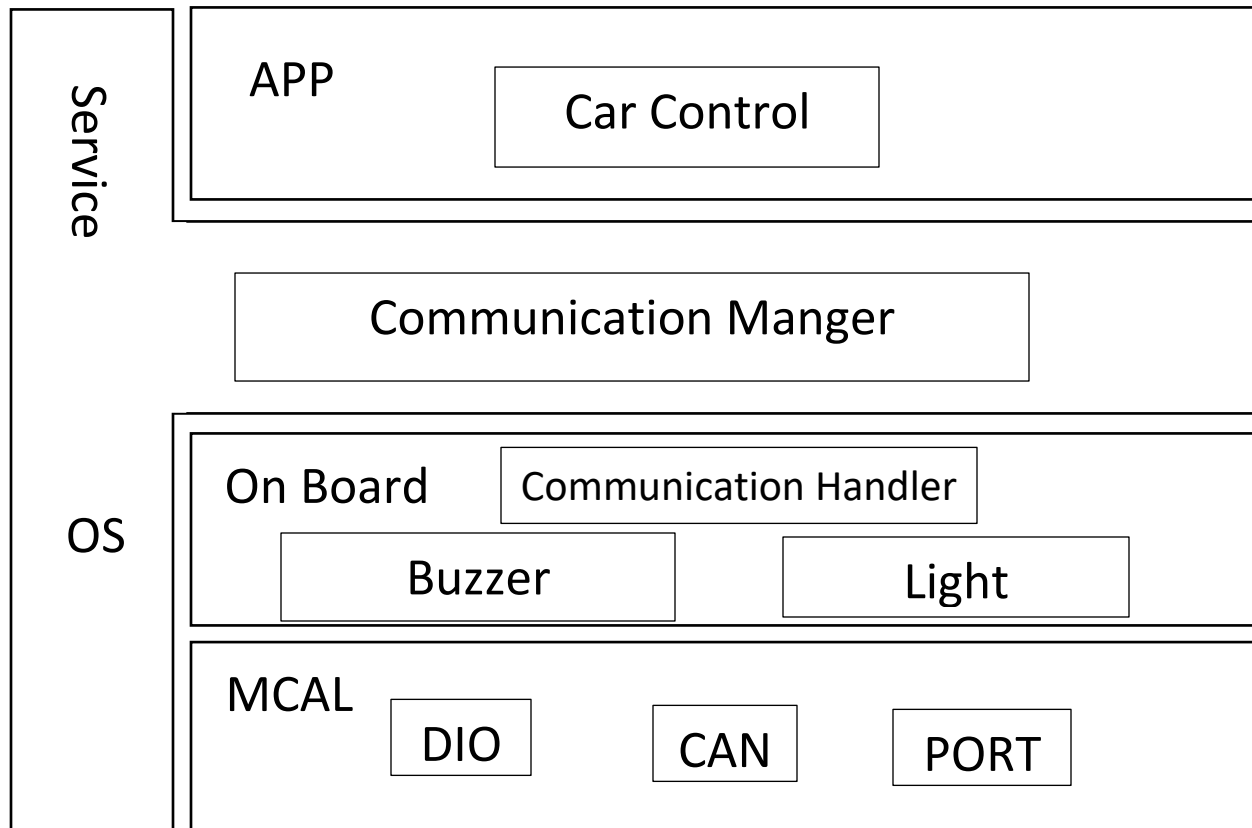 Service
APP
Car Control
Communication Manger
On Board
Communication Handler
OS
Buzzer
Light
MCAL
DIO
CAN
PORT